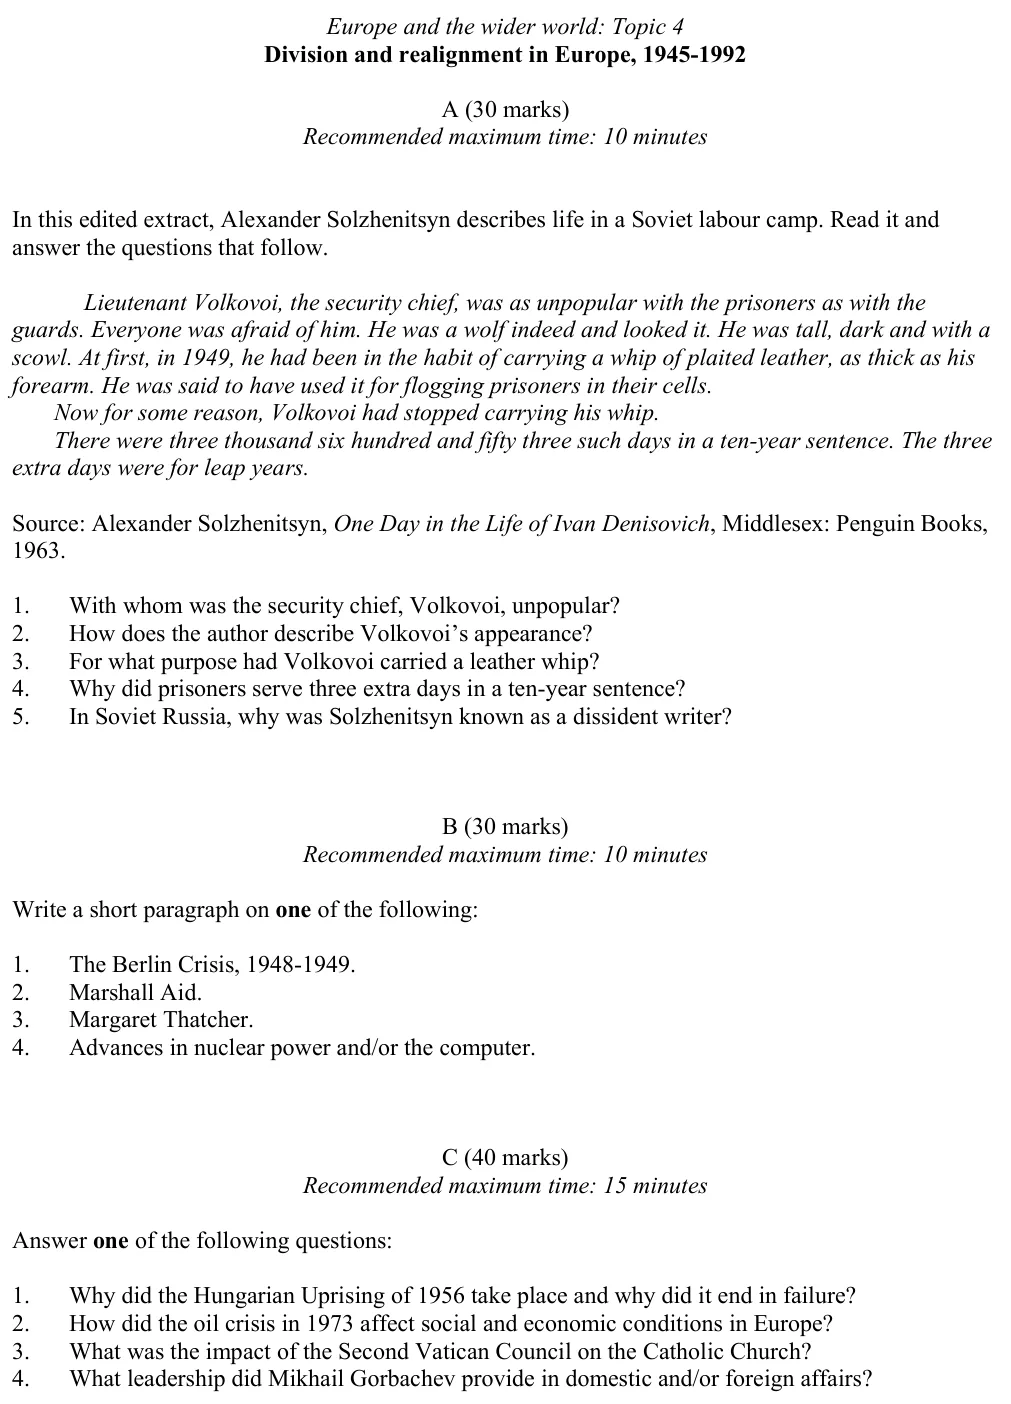 Europe and the wider world: Topic 4
Division and realignment in Europe, 1945-1992
A (30 marks)
Recommended maximum time: 10 minutes
In this edited extract, Alexander Solzhenitsyn describes life in a Soviet labour camp. Read it and
answer the questions that follow.
Lieutenant Volkovoi, the security chief, was as unpopular with the prisoners as with the
guards. Everyone was afraid of him. He was a wolf indeed and looked it. He was tall, dark and with a
scowl. At first, in 1949, he had been in the habit of carrying a whip of plaited leather, as thick as his
forearm. He was said to have used it for flogging prisoners in their cells.
Now for some reason, Volkovoi had stopped carrying his whip.
There were three thousand six hundred and fifty three such days in a ten-year sentence. The three
extra days were for leap years.
Source: Alexander Solzhenitsyn, One Day in the Life of Ivan Denisovich, Middlesex: Penguin Books,
1963.
1. With whom was the security chief, Volkovoi, unpopular?
2. How does the author describe Volkovoi’s appearance?
3. For what purpose had Volkovoi carried a leather whip?
4. Why did prisoners serve three extra days in a ten-year sentence?
5. In Soviet Russia, why was Solzhenitsyn known as a dissident writer?
B (30 marks)
Recommended maximum time: 10 minutes
Write a short paragraph on one of the following:
1. The Berlin Crisis, 1948-1949.
2. Marshall Aid.
3. Margaret Thatcher.
4. Advances in nuclear power and/or the computer.
C (40 marks)
Recommended maximum time: 15 minutes
Answer one of the following questions:
1. Why did the Hungarian Uprising of 1956 take place and why did it end in failure?
2. How did the oil crisis in 1973 affect social and economic conditions in Europe?
3. What was the impact of the Second Vatican Council on the Catholic Church?
4. What leadership did Mikhail Gorbachev provide in domestic and/or foreign affairs?